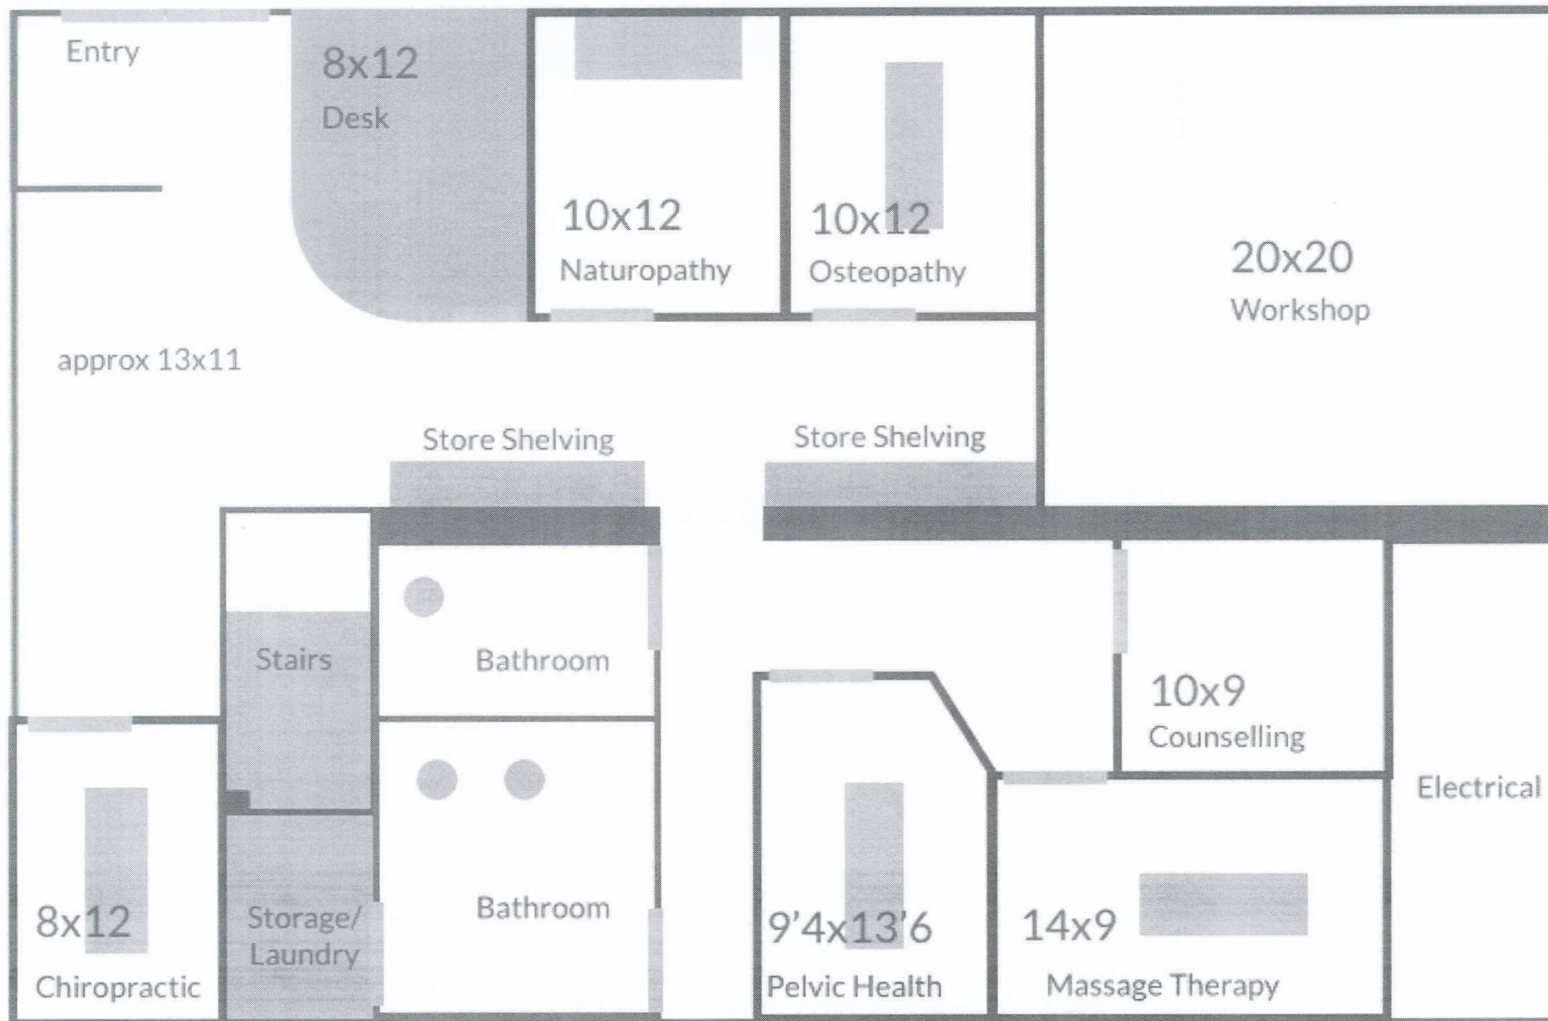 Entry
8x12
Desk
10x12
Naturopathy
10x12
Osteopathy
20x20
Workshop
approx 13x11
Store Shelving
Store Shelving
Stairs
Bathroom
10x9
Counselling
Electrical
8x12
Chiropractic
Storage/
Laundry
Bathroom
9'4x13'6
Pelvic Health
14x9
Massage Therapy